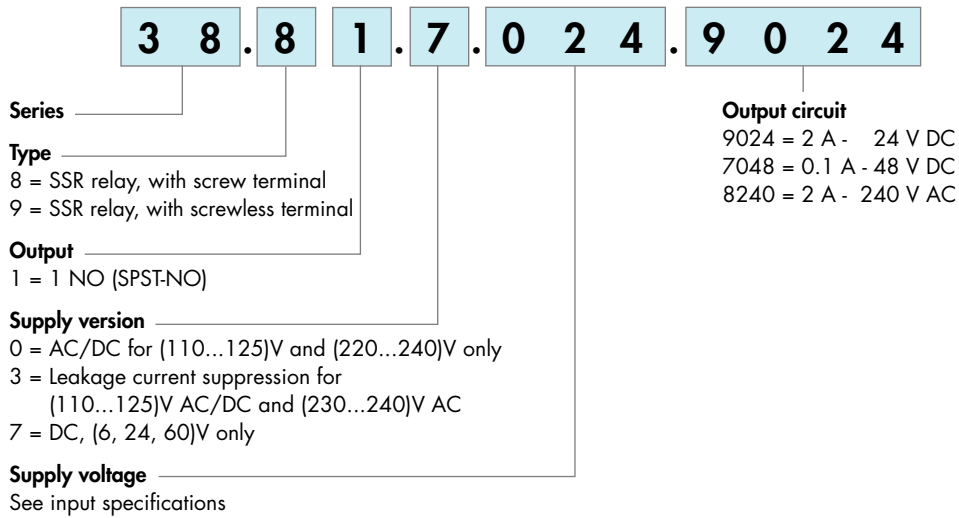 3 8 . 8 1 . 7 . 0 2 4 . 9 0 2 4
Series
Type
8 = SSR relay, with screw terminal
9 = SSR relay, with screwless terminal
Output
1 = 1 NO (SPST-NO)
Supply version
0 = AC/DC for (110...125)V and (220...240)V only
3 = Leakage current suppression for
(110...125)V AC/DC and (230...240)V AC
7 = DC, (6, 24, 60)V only
Supply voltage
See input specifications
Output circuit
9024 = 2 A - 24 V DC
7048 = 0.1 A - 48 V DC
8240 = 2 A - 240 V AC